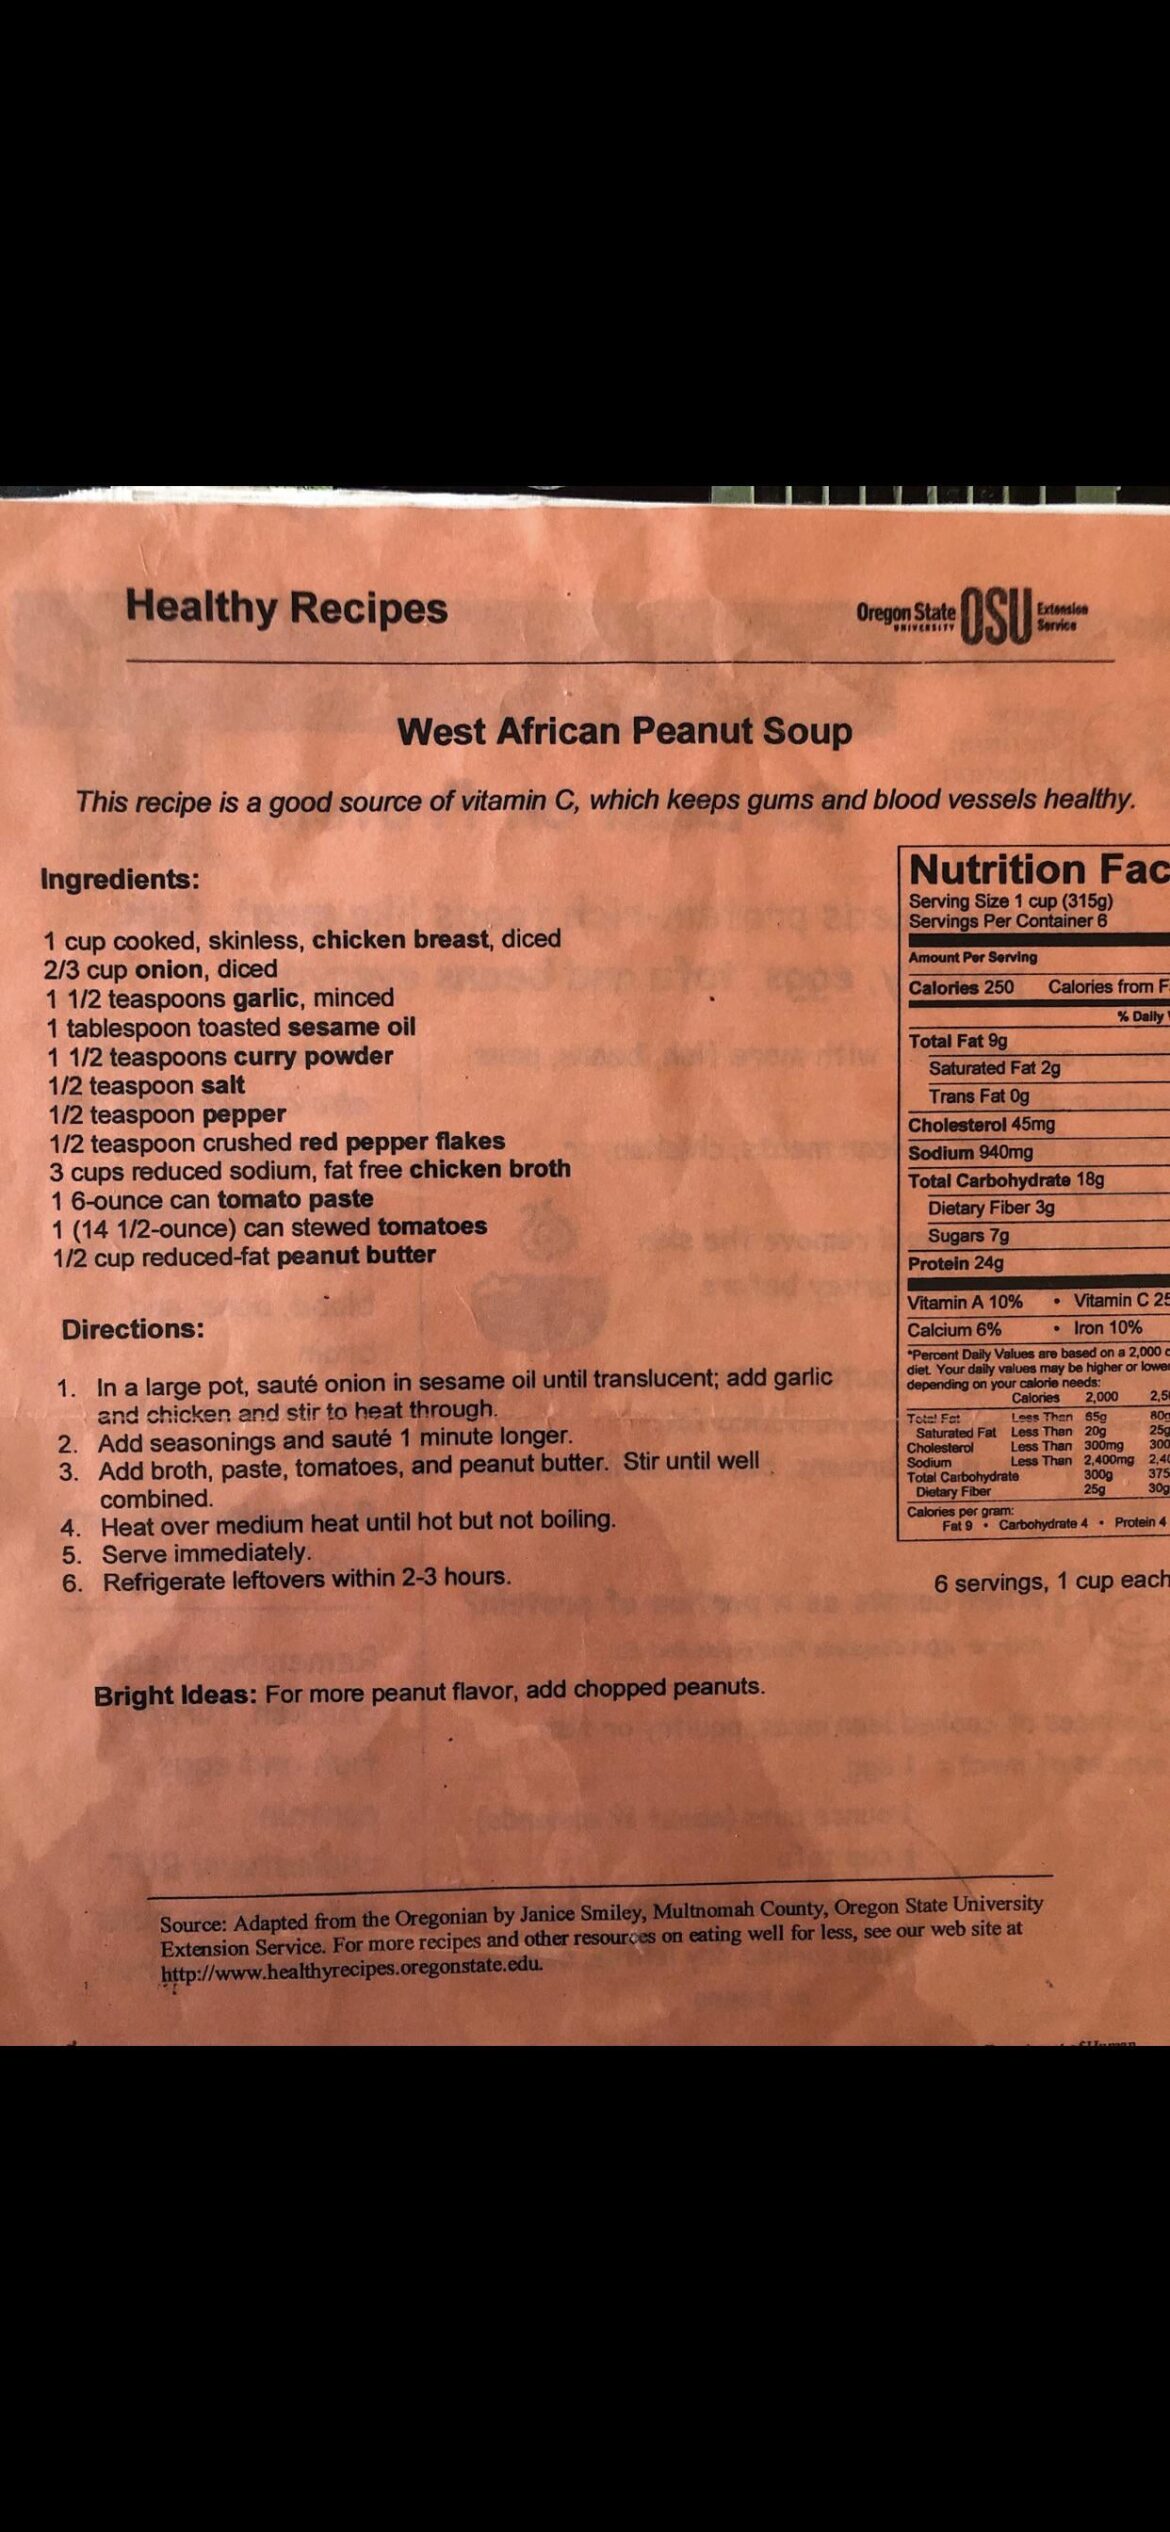 Healthy Recipes
Oregon State
UNIVERSITY
OSU
Extension
Service
West African Peanut Soup
This recipe is a good source of vitamin C, which keeps gums and blood vessels healthy.
Ingredients:
1 cup cooked, skinless, chicken breast, diced
2/3 cup onion, diced
1 1/2 teaspoons garlic, minced
1 tablespoon toasted sesame oil
1 1/2 teaspoons curry powder
1/2 teaspoon salt
1/2 teaspoon pepper
1/2 teaspoon crushed red pepper flakes
3 cups reduced sodium, fat free chicken broth
1 6-ounce can tomato paste
1 (14 1/2-ounce) can stewed tomatoes
1/2 cup reduced-fat peanut butter
Directions:
1. In a large pot, sauté onion in sesame oil until translucent; add garlic
and chicken and stir to heat through.
2. Add seasonings and sauté 1 minute longer.
3. Add broth, paste, tomatoes, and peanut butter. Stir until well
combined.
4. Heat over medium heat until hot but not boiling.
5. Serve immediately.
6. Refrigerate leftovers within 2-3 hours.
Nutrition Fac
Serving Size 1 cup (315g)
Servings Per Container 6
Amount Per Serving
Calories 250 Calories from F
% Daily
Total Fat 9g
Saturated Fat 2g
Trans Fat 0g
Cholesterol 45mg
Sodium 940mg
Total Carbohydrate 18g
Dietary Fiber 3g
Sugars 7g
Protein 24g
Vitamin A 10% • Vitamin C 25
Calcium 6% • Iron 10%
*Percent Daily Values are based on a 2,000 c
diet. Your daily values may be higher or lower
depending on your calorie needs:
Calories 2,000 2,50
Total Fat Less Than 65g 80g
Saturated Fat Less Than 20g 25g
Cholesterol Less Than 300mg 300
Sodium Less Than 2,400mg 2,40
Total Carbohydrate 300g 375
Dietary Fiber 25g 30g
Calories per gram:
Fat 9 • Carbohydrate 4 • Protein 4
6 servings, 1 cup each
Bright Ideas: For more peanut flavor, add chopped peanuts.
Source: Adapted from the Oregonian by Janice Smiley, Multnomah County, Oregon State University
Extension Service. For more recipes and other resources on eating well for less, see our web site at
http://www.healthyrecipes.oregonstate.edu.